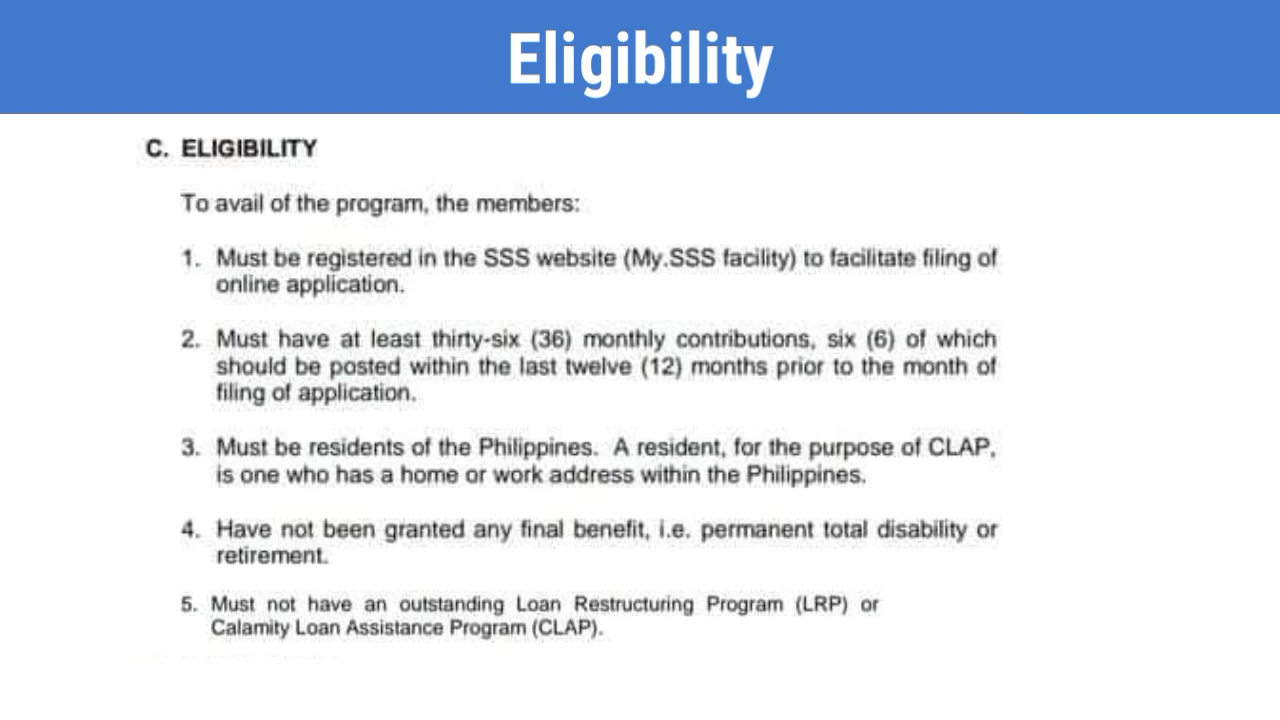 Eligibility
C. ELIGIBILITY
To avail of the program, the members:
1. Must be registered in the SSS website (My.SSS facility) to facilitate filing of
online application.
2. Must have at least thirty-six (36) monthly contributions, six (6) of which
should be posted within the last twelve (12) months prior to the month of
filing of application.
3. Must be residents of the Philippines. A resident, for the purpose of CLAP,
is one who has a home or work address within the Philippines.
4. Have not been granted any final benefit, i.e. permanent total disability or
retirement.
5. Must not have an outstanding Loan Restructuring Program (LRP) or
Calamity Loan Assistance Program (CLAP).